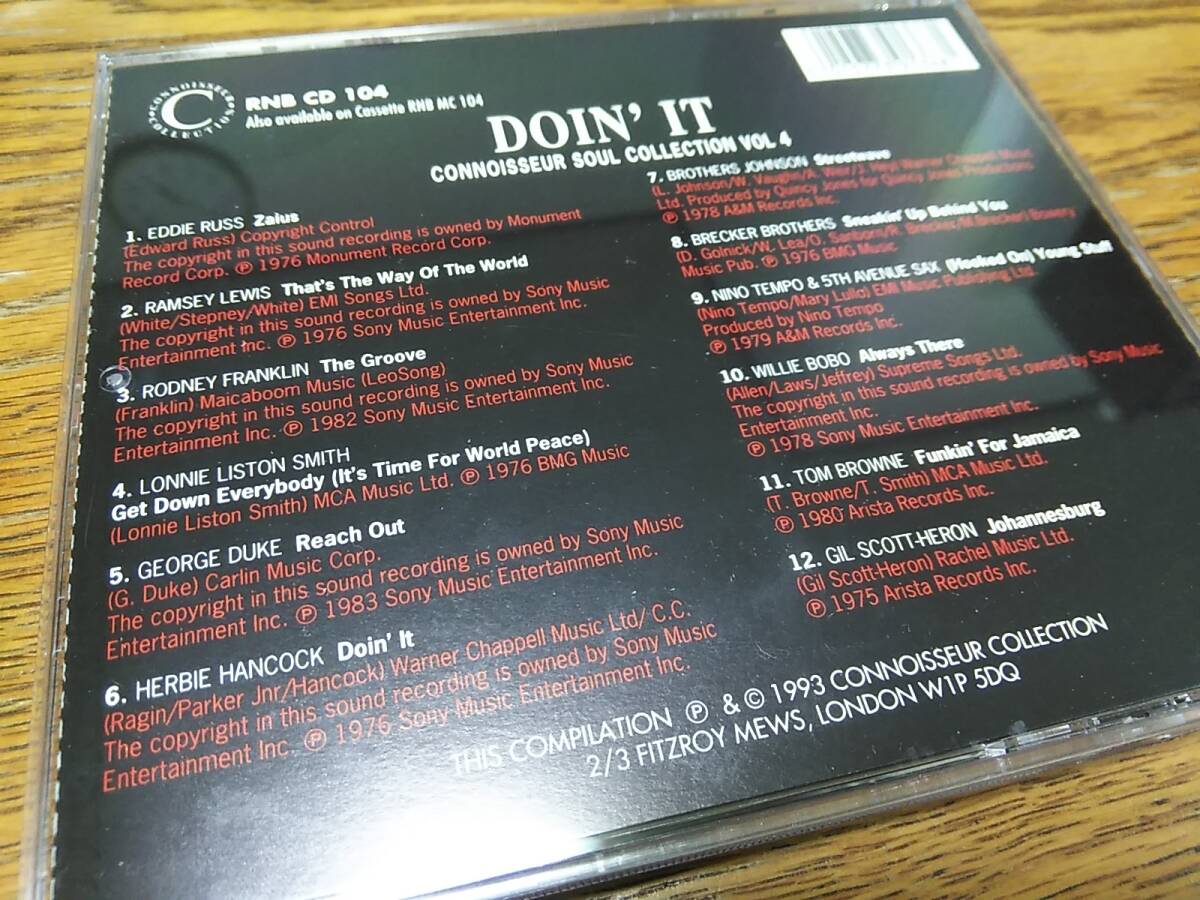 CONNOISSEUR COLLECTION
C
RNB CD 104
Also available on Cassette RNB MC 104
DOIN' IT
CONNOISSEUR SOUL COLLECTION VOL 4
1. EDDIE RUSS Zaius
(Edward Russ) Copyright Control
The copyright in this sound recording is owned by Monument
Record Corp. ℗ 1976 Monument Record Corp.
2. RAMSEY LEWIS That's The Way Of The World
(White/Stepney/White) EMI Songs Ltd.
The copyright in this sound recording is owned by Sony Music
Entertainment Inc. ℗ 1976 Sony Music Entertainment Inc.
3. RODNEY FRANKLIN The Groove
(Franklin) Maicaboom Music (LeoSong)
The copyright in this sound recording is owned by Sony Music
Entertainment Inc. ℗ 1982 Sony Music Entertainment Inc.
4. LONNIE LISTON SMITH
Get Down Everybody (It's Time For World Peace)
(Lonnie Liston Smith) MCA Music Ltd. ℗ 1976 BMG Music
5. GEORGE DUKE Reach Out
(G. Duke) Carlin Music Corp.
The copyright in this sound recording is owned by Sony Music
Entertainment Inc. ℗ 1983 Sony Music Entertainment Inc.
6. HERBIE HANCOCK Doin' It
(Ragin/Parker Jnr/Hancock) Warner Chappell Music Ltd/ C.C.
The copyright in this sound recording is owned by Sony Music
Entertainment Inc. ℗ 1976 Sony Music Entertainment Inc.
7. BROTHERS JOHNSON Streetwave
(L. Johnson/W. Vaughn/A. Weir/J. Hey) Warner Chappell Music
Ltd. Produced by Quincy Jones for Quincy Jones Productions
℗ 1978 A&M Records Inc.
8. BRECKER BROTHERS Sneakin' Up Behind You
(D. Golnick/W. Lea/O. Sanborn/R. Brecker/M.Brecker) Bowery
Music Pub. ℗ 1976 BMG Music.
9. NINO TEMPO & 5TH AVENUE SAX (Hooked On) Young Stuff
(Nino Tempo/Mary Lullo) EMI Music Publishing Ltd.
Produced by Nino Tempo
℗ 1979 A&M Records Inc.
10. WILLIE BOBO Always There
(Allen/Laws/Jeffrey) Supreme Songs Ltd.
The copyright in this sound recording is owned by Sony Music
Entertainment Inc.
℗ 1978 Sony Music Entertainment Inc.
11. TOM BROWNE Funkin' For Jamaica
(T. Browne/T. Smith) MCA Music Ltd.
℗ 1980 Arista Records Inc.
12. GIL SCOTT-HERON Johannesburg
(Gil Scott-Heron) Rachel Music Ltd.
℗ 1975 Arista Records Inc.
THIS COMPILATION ℗ & © 1993 CONNOISSEUR COLLECTION
2/3 FITZROY MEWS, LONDON W1P 5DQ